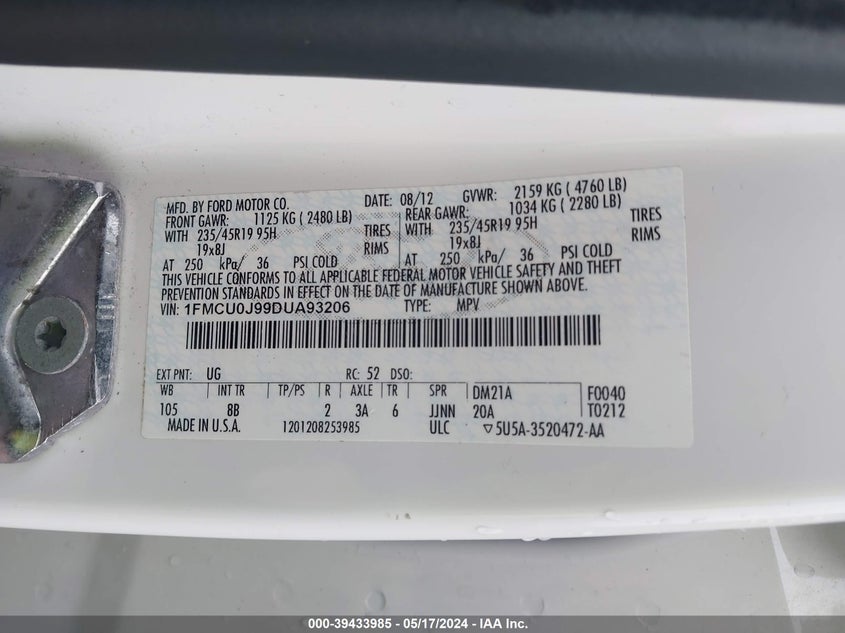 MFD. BY FORD MOTOR CO. DATE: 08/12 GVWR: 2159 KG ( 4760 LB)
FRONT GAWR: 1125 KG ( 2480 LB) REAR GAWR: 1034 KG ( 2280 LB)
WITH 235/45R19 95H TIRES WITH 235/45R19 95H TIRES
19x8J RIMS 19x8J RIMS
AT 250 kPa/ 36 PSI COLD AT 250 kPa/ 36 PSI COLD
THIS VEHICLE CONFORMS TO ALL APPLICABLE FEDERAL MOTOR VEHICLE SAFETY AND THEFT
PREVENTION STANDARDS IN EFFECT ON THE DATE OF MANUFACTURE SHOWN ABOVE.
VIN: 1FMCU0J99DUA93206 TYPE: MPV
EXT PNT: UG RC: 52 DSO:
WB INT TR TP/PS R AXLE TR SPR DM21A F0040
105 8B 2 3A 6 JJNN 20A T0212
MADE IN U.S.A. 1201208253985 ULC ▽5U5A-3520472-AA
000-39433985 - 05/17/2024 - IAA Inc.